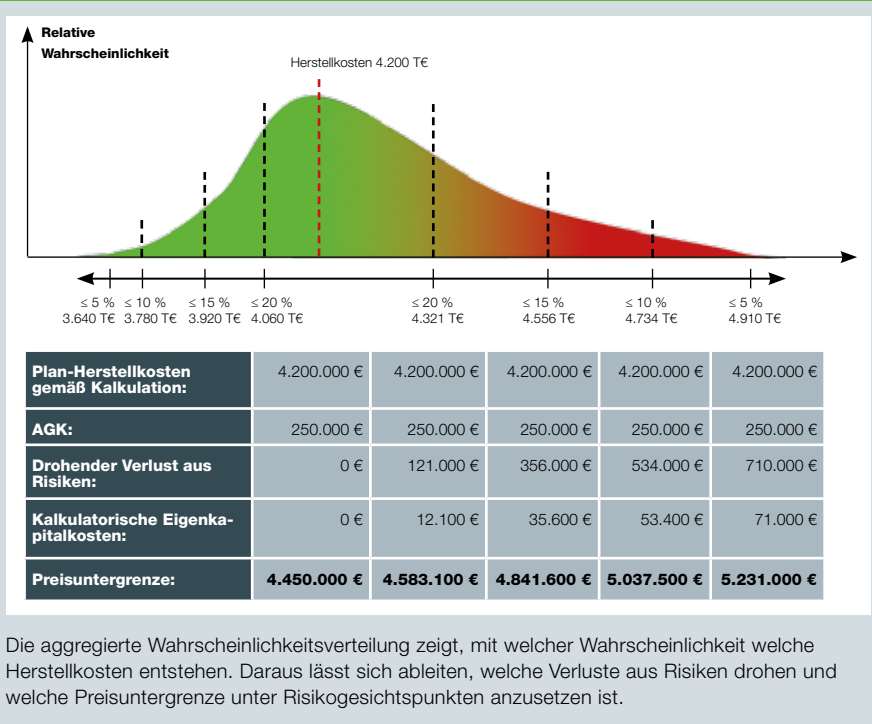 Relative
Wahrscheinlichkeit
Herstellkosten 4.200 T€
≤ 5 % ≤ 10 % ≤ 15 % ≤ 20 % ≤ 20 % ≤ 15 % ≤ 10 % ≤ 5 %
3.640 T€ 3.780 T€ 3.920 T€ 4.060 T€ 4.321 T€ 4.556 T€ 4.734 T€ 4.910 T€
Plan-Herstellkosten
gemäß Kalkulation: 4.200.000 € 4.200.000 € 4.200.000 € 4.200.000 € 4.200.000 €
AGK: 250.000 € 250.000 € 250.000 € 250.000 € 250.000 €
Drohender Verlust aus
Risiken: 0 € 121.000 € 356.000 € 534.000 € 710.000 €
Kalkulatorische Eigenka-
pitalkosten: 0 € 12.100 € 35.600 € 53.400 € 71.000 €
Preisuntergrenze: 4.450.000 € 4.583.100 € 4.841.600 € 5.037.500 € 5.231.000 €
Die aggregierte Wahrscheinlichkeitsverteilung zeigt, mit welcher Wahrscheinlichkeit welche
Herstellkosten entstehen. Daraus lässt sich ableiten, welche Verluste aus Risiken drohen und
welche Preisuntergrenze unter Risikogesichtspunkten anzusetzen ist.